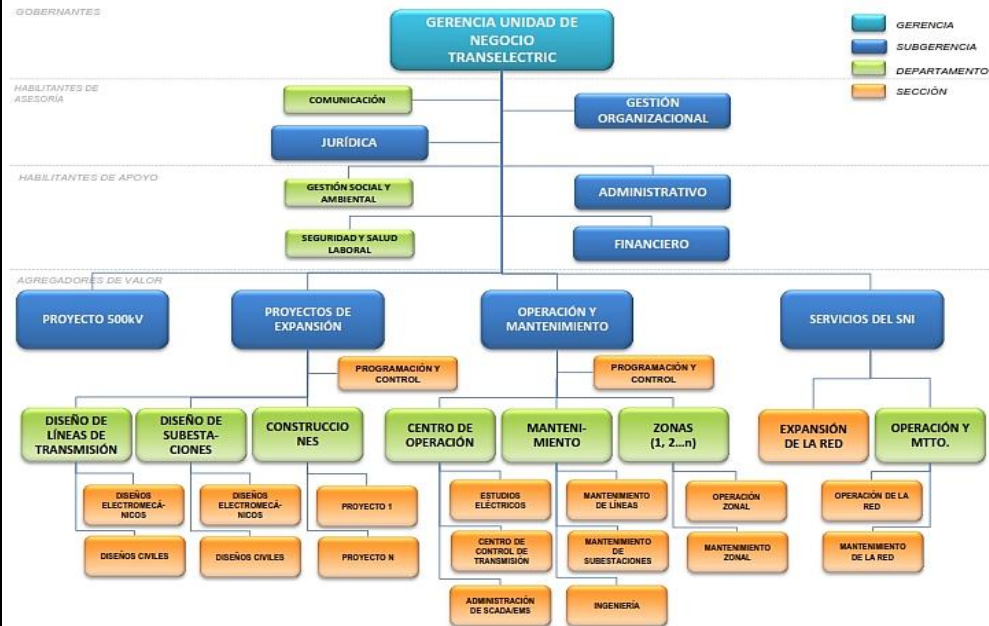 GOBERNANTES
GERENCIA UNIDAD DE
NEGOCIO
TRANSELECTRIC
GERENCIA
SUBGERENCIA
DEPARTAMENTO
SECCIÓN
HABILITANTES DE
ASESORÍA
COMUNICACIÓN
GESTIÓN
ORGANIZACIONAL
JURÍDICA
HABILITANTES DE APOYO
GESTIÓN SOCIAL Y
AMBIENTAL
ADMINISTRATIVO
SEGURIDAD Y SALUD
LABORAL
FINANCIERO
AGREGADORES DE VALOR
PROYECTO 500kV
PROYECTOS DE
EXPANSIÓN
OPERACIÓN Y
MANTENIMIENTO
SERVICIOS DEL SNI
PROGRAMACIÓN Y
CONTROL
PROGRAMACIÓN Y
CONTROL
DISEÑO DE
LÍNEAS DE
TRANSMISIÓN
DISEÑO DE
SUBESTA-
CIONES
CONSTRUCCIO
NES
CENTRO DE
OPERACIÓN
MANTENI-
MIENTO
ZONAS
(1, 2...n)
EXPANSIÓN
DE LA RED
OPERACIÓN Y
MTTO.
DISEÑOS
ELECTROMECÁ-
NICOS
DISEÑOS
ELECTROMECÁ-
NICOS
PROYECTO 1
ESTUDIOS
ELÉCTRICOS
MANTENIMIENTO
DE LÍNEAS
OPERACIÓN
ZONAL
OPERACIÓN DE LA
RED
DISEÑOS CIVILES
DISEÑOS CIVILES
PROYECTO N
CENTRO DE
CONTROL DE
TRANSMISIÓN
MANTENIMIENTO
DE
SUBESTACIONES
MANTENIMIENTO
ZONAL
MANTENIMIENTO
DE LA RED
ADMINISTRACIÓN
DE SCADA/EMS
INGENIERÍA